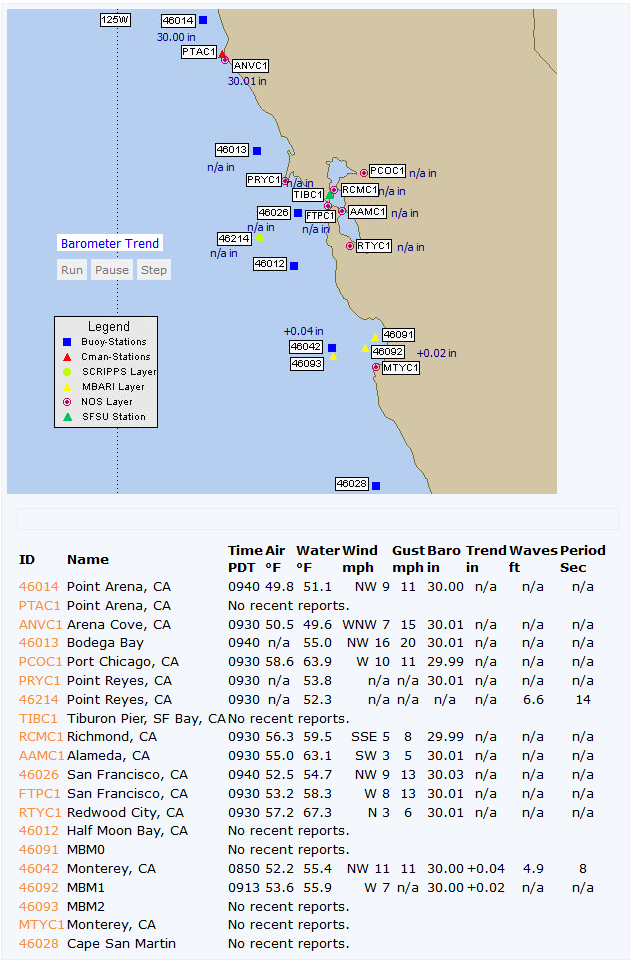 125W
46014
30.00 in
PTAC1
ANVC1
30.01 in
46013
n/a in
PRYC1
n/a in
PCOC1
n/a in
RCMC1
n/a in
TIBC1
46026
FTPC1
AAMC1
n/a in
n/a in
n/a in
46214
n/a in
RTYC1
n/a in
Barometer Trend
46012
Run Pause Step
Legend
Buoy-Stations
Cman-Stations
SCRIPPS Layer
MBARI Layer
NOS Layer
SFSU Station
+0.04 in
46091
46042
46092
+0.02 in
46093
MTYC1
46028
ID Name Time PDT Air °F Water °F Wind mph Gust mph Baro in Trend in Waves ft Period Sec
46014 Point Arena, CA 0940 49.8 51.1 NW 9 11 30.00 n/a n/a n/a
PTAC1 Point Arena, CA No recent reports.
ANVC1 Arena Cove, CA 0930 50.5 49.6 WNW 7 15 30.01 n/a n/a n/a
46013 Bodega Bay 0940 n/a 55.0 NW 16 20 30.01 n/a n/a n/a
PCOC1 Port Chicago, CA 0930 58.6 63.9 W 10 11 29.99 n/a n/a n/a
PRYC1 Point Reyes, CA 0930 n/a 53.8 n/a n/a 30.01 n/a n/a n/a
46214 Point Reyes, CA 0930 n/a 52.3 n/a n/a n/a n/a 6.6 14
TIBC1 Tiburon Pier, SF Bay, CA No recent reports.
RCMC1 Richmond, CA 0930 56.3 59.5 SSE 5 8 29.99 n/a n/a n/a
AAMC1 Alameda, CA 0930 55.0 63.1 SW 3 5 30.01 n/a n/a n/a
46026 San Francisco, CA 0940 52.5 54.7 NW 9 13 30.03 n/a n/a n/a
FTPC1 San Francisco, CA 0930 53.2 58.3 W 8 13 30.01 n/a n/a n/a
RTYC1 Redwood City, CA 0930 57.2 67.3 N 3 6 30.01 n/a n/a n/a
46012 Half Moon Bay, CA No recent reports.
46091 MBM0 No recent reports.
46042 Monterey, CA 0850 52.2 55.4 NW 11 11 30.00 +0.04 4.9 8
46092 MBM1 0913 53.6 55.9 W 7 n/a 30.00 +0.02 n/a n/a
46093 MBM2 No recent reports.
MTYC1 Monterey, CA No recent reports.
46028 Cape San Martin No recent reports.